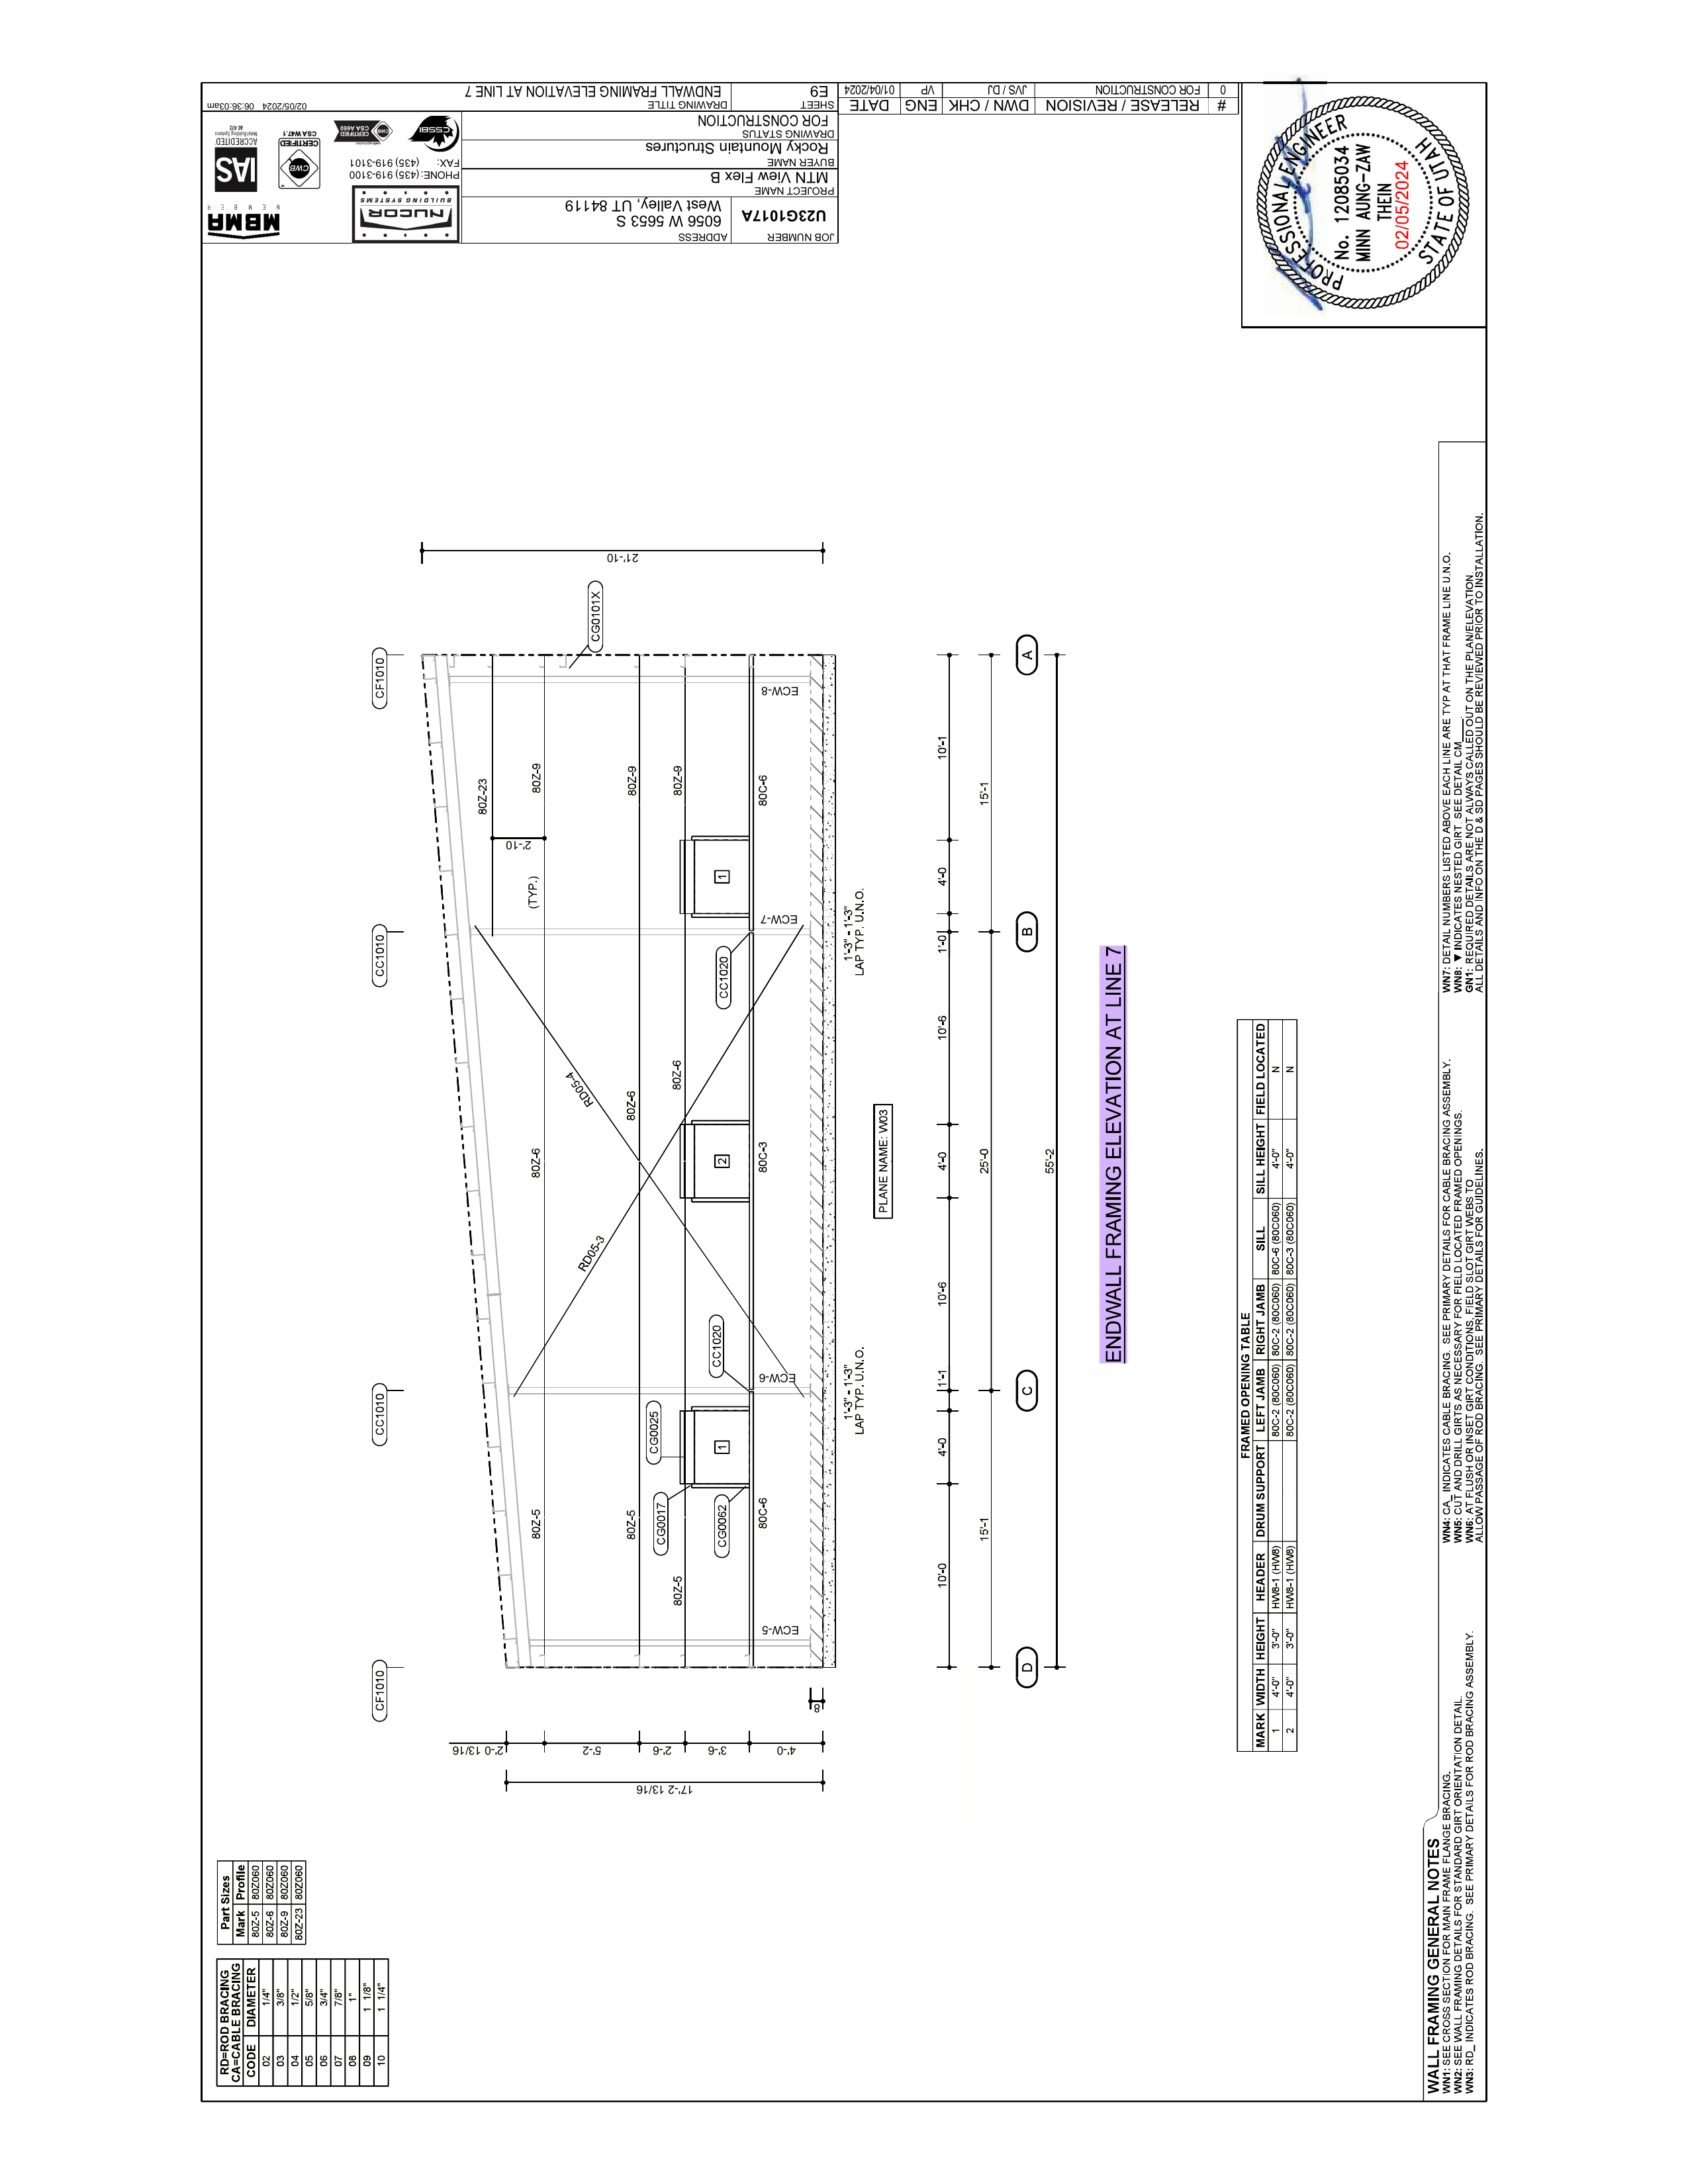 RD=ROD BRACING
CA=CABLE BRACING
CODE DIAMETER
02 1/4"
03 3/8"
04 1/2"
05 5/8"
06 3/4"
07 7/8"
08 1"
09 1 1/8"
10 1 1/4"
Part Sizes
Mark Profile
80Z-5 80Z060
80Z-6 80Z060
80Z-9 80Z060
80Z-23 80Z060
CF1010
CC1010
CC1010
CF1010
CG0101X
21'-10
80Z-23
80Z-5
80Z-6
80Z-9
2'-10
(TYP.)
RD05-4
RD05-3
80Z-5
80Z-6
80Z-9
80Z-5
80Z-6
80Z-9
CG0025
CG0017
CG0062
CC1020
CC1020
1
2
1
80C-6
80C-3
80C-6
ECW-5
ECW-6
ECW-7
ECW-8
2'-0 13/16
5'-2
2'-6
3'-6
4'-0
17'-2 13/16
8
1'-3" - 1'-3"
LAP TYP. U.N.O.
1'-3" - 1'-3"
LAP TYP. U.N.O.
PLANE NAME: W03
10'-0
4'-0
1'-1
10'-6
4'-0
10'-6
1'-0
4'-0
10'-1
15'-1
25'-0
15'-1
D
C
B
A
55'-2
ENDWALL FRAMING ELEVATION AT LINE 7
FRAMED OPENING TABLE
MARK WIDTH HEIGHT HEADER DRUM SUPPORT LEFT JAMB RIGHT JAMB SILL SILL HEIGHT FIELD LOCATED
1 4'-0" 3'-0" HW8-1 (HW8) 80C-2 (80C060) 80C-2 (80C060) 80C-6 (80C060) 4'-0" N
2 4'-0" 3'-0" HW8-1 (HW8) 80C-2 (80C060) 80C-2 (80C060) 80C-3 (80C060) 4'-0" N
WALL FRAMING GENERAL NOTES
WN1: SEE CROSS SECTION FOR MAIN FRAME FLANGE BRACING.
WN2: SEE WALL FRAMING DETAILS FOR STANDARD GIRT ORIENTATION DETAIL.
WN3: RD_ INDICATES ROD BRACING. SEE PRIMARY DETAILS FOR ROD BRACING ASSEMBLY.
WN4: CA_ INDICATES CABLE BRACING. SEE PRIMARY DETAILS FOR CABLE BRACING ASSEMBLY.
WN5: CUT AND DRILL GIRTS AS NECESSARY FOR FIELD LOCATED FRAMED OPENINGS.
WN6: AT FLUSH OR INSET GIRT CONDITIONS, FIELD SLOT GIRT WEBS TO
ALLOW PASSAGE OF ROD BRACING. SEE PRIMARY DETAILS FOR GUIDELINES.
WN7: DETAIL NUMBERS LISTED ABOVE EACH LINE ARE TYP AT THAT FRAME LINE U.N.O.
WN8: ▼ INDICATES NESTED GIRT. SEE DETAIL CM____.
GN1: REQUIRED DETAILS ARE NOT ALWAYS CALLED OUT ON THE PLAN/ELEVATION.
ALL DETAILS AND INFO ON THE D & SD PAGES SHOULD BE REVIEWED PRIOR TO INSTALLATION.
PROFESSIONAL ENGINEER
No. 12085034
MINN AUNG-ZAW
THEIN
02/05/2024
STATE OF UTAH
# RELEASE / REVISION DWN / CHK ENG DATE
0 FOR CONSTRUCTION JVS / DJ VP 01/04/2024
JOB NUMBER
U23G1017A
ADDRESS
6056 W 5653 S
West Valley, UT 84119
PROJECT NAME
MTN View Flex B
BUYER NAME
Rocky Mountain Structures
DRAWING STATUS
FOR CONSTRUCTION
SHEET
E9
DRAWING TITLE
ENDWALL FRAMING ELEVATION AT LINE 7
NUCOR
BUILDING SYSTEMS
PHONE: (435) 919-3100
FAX: (435) 919-3101
MBMA
MEMBER
IAS
ACCREDITED
Metal Building Systems
AC 472
CWB
CERTIFIED
CSA W47.1
CWB
CERTIFIED
CSA A660
CSSBI
02/05/2024 06:36:03am